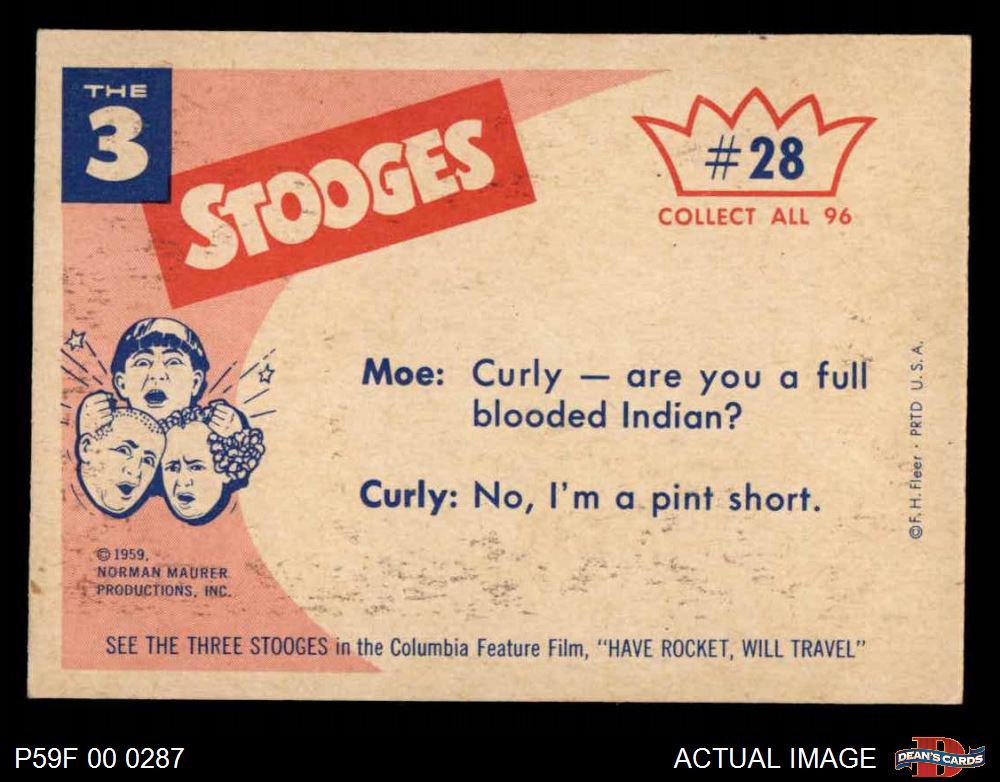 THE
3
STOOGES
#28
COLLECT ALL 96
Moe: Curly — are you a full
blooded Indian?
Curly: No, I'm a pint short.
©F. H. Fleer · PRTD U. S. A.
© 1959,
NORMAN MAURER
PRODUCTIONS, INC.
SEE THE THREE STOOGES in the Columbia Feature Film, "HAVE ROCKET, WILL TRAVEL"
P59F 00 0287
ACTUAL IMAGE
D
DEAN'S CARDS